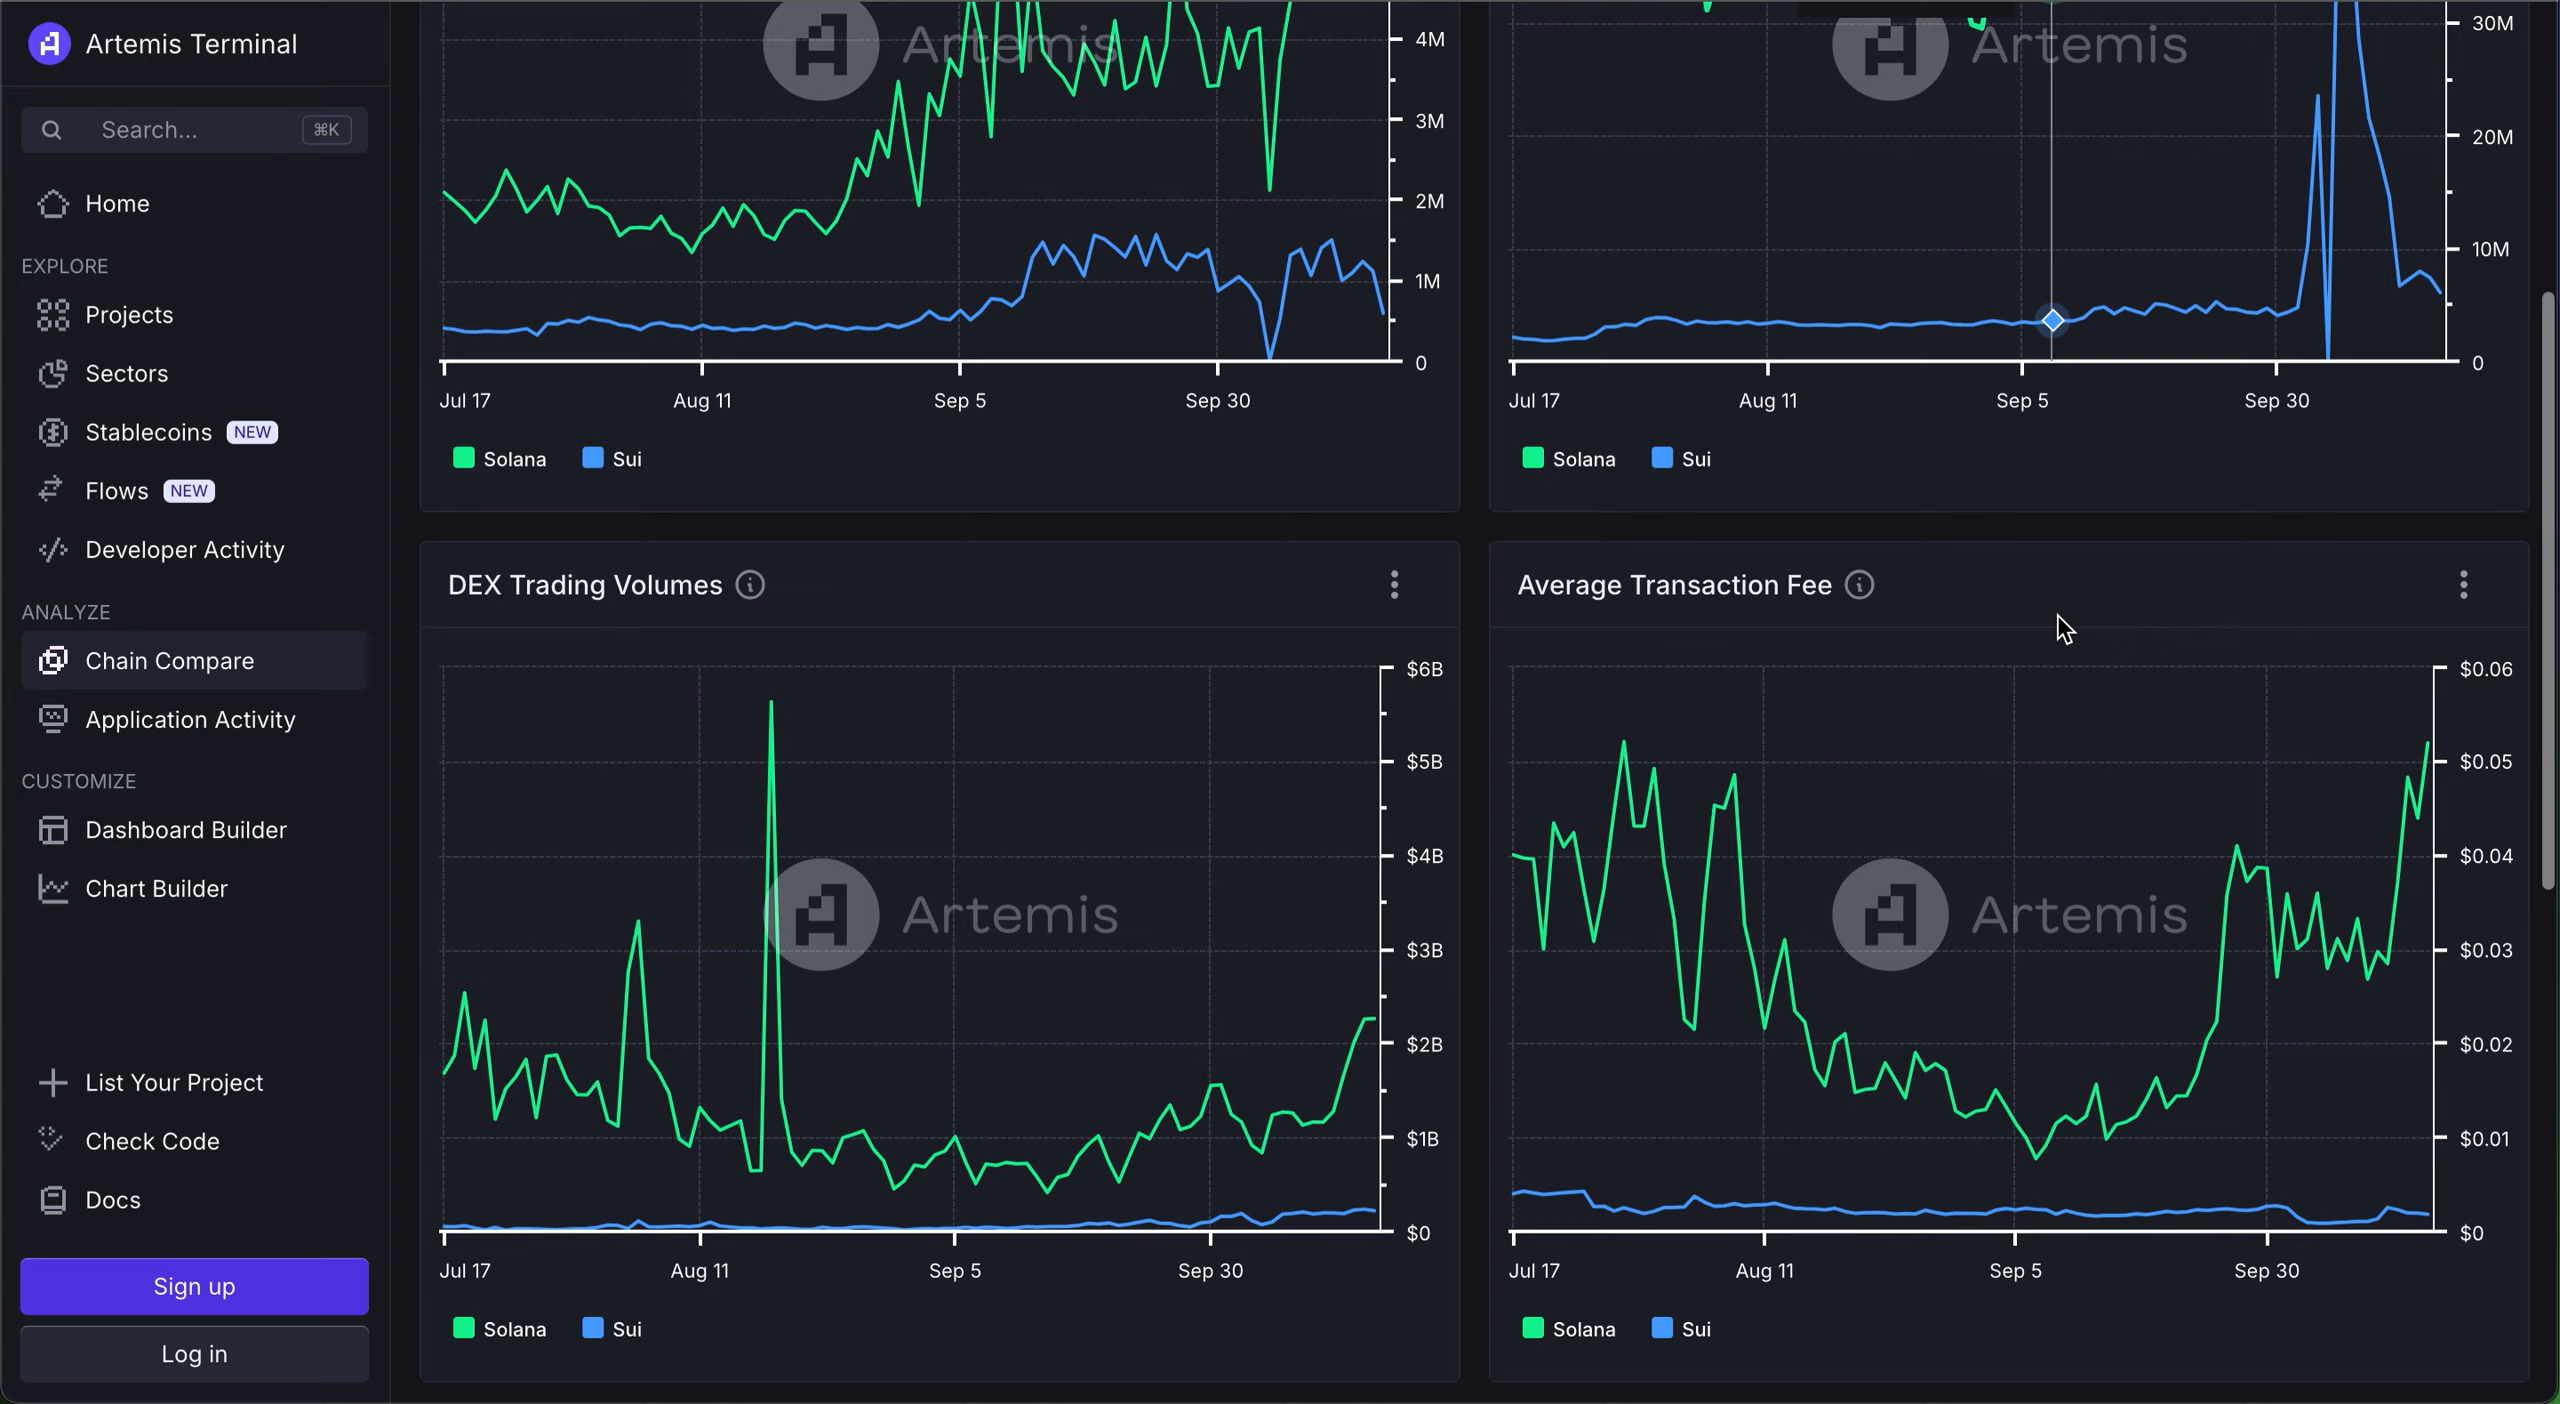 Artemis Terminal
Search...
⌘K
Home
EXPLORE
Projects
Sectors
Stablecoins NEW
Flows NEW
Developer Activity
ANALYZE
Chain Compare
Application Activity
CUSTOMIZE
Dashboard Builder
Chart Builder
List Your Project
Check Code
Docs
Sign up
Log in
Artemis
4M
3M
2M
1M
0
Jul 17 Aug 11 Sep 5 Sep 30
Solana Sui
Artemis
30M
20M
10M
0
Jul 17 Aug 11 Sep 5 Sep 30
Solana Sui
DEX Trading Volumes
$6B
$5B
$4B
Artemis
$3B
$2B
$1B
$0
Jul 17 Aug 11 Sep 5 Sep 30
Solana Sui
Average Transaction Fee
$0.06
$0.05
$0.04
Artemis
$0.03
$0.02
$0.01
$0
Jul 17 Aug 11 Sep 5 Sep 30
Solana Sui